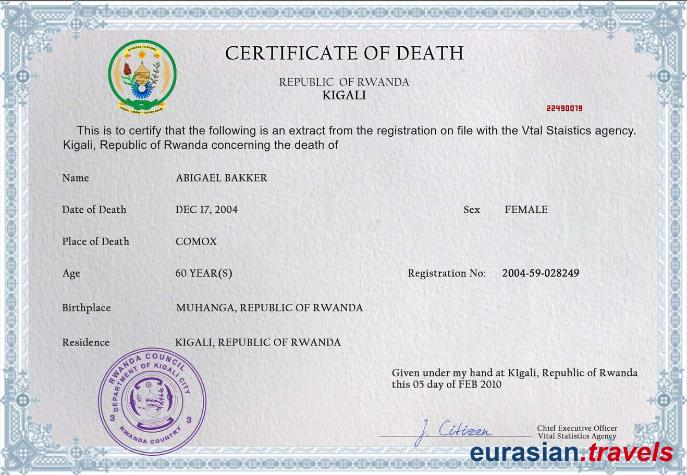 CERTIFICATE OF DEATH
REPUBLIC OF RWANDA
KIGALI
22490019
This is to certify that the following is an extract from the registration on file with the Vtal Staistics agency.
Kigali, Republic of Rwanda concerning the death of
Name ABIGAEL BAKKER
Date of Death DEC 17, 2004 Sex FEMALE
Place of Death COMOX
Age 60 YEAR(S) Registration No: 2004-59-028249
Birthplace MUHANGA, REPUBLIC OF RWANDA
Residence KIGALI, REPUBLIC OF RWANDA
RWANDA COUNCIL
DEPARTMENT OF KIGALI CITY
3 3
RWANDA COUNTRY
Given under my hand at KIgali, Republic of Rwanda
this 05 day of FEB 2010
J. Citizen
Chief Executive Officer
Vital Statistics Agency
eurasian.travels